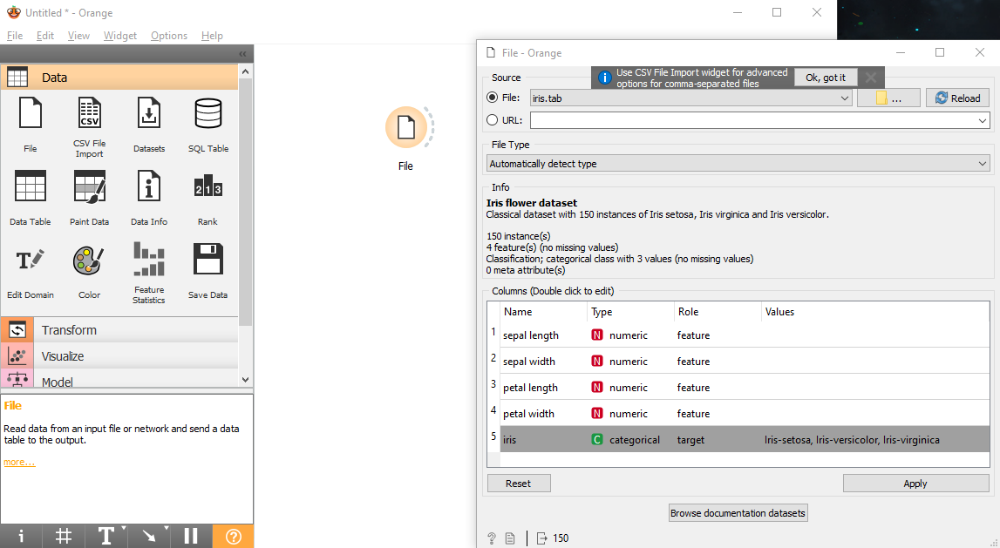 Untitled * - Orange
File Edit View Widget Options Help
Data
File
CSV
CSV File
Import
Datasets
SQL Table
Data Table
Paint Data
Data Info
2 1 3
Rank
Edit Domain
Color
Feature
Statistics
Save Data
Transform
Visualize
Model
File
Read data from an input file or network and send a data
table to the output.
more...
File
File - Orange
Source
Use CSV File Import widget for advanced
options for comma-separated files
Ok, got it
File:
iris.tab
...
Reload
URL:
File Type
Automatically detect type
Info
Iris flower dataset
Classical dataset with 150 instances of Iris setosa, Iris virginica and Iris versicolor.
150 instance(s)
4 feature(s) (no missing values)
Classification; categorical class with 3 values (no missing values)
0 meta attribute(s)
Columns (Double click to edit)
Name Type Role Values
1 sepal length N numeric feature
2 sepal width N numeric feature
3 petal length N numeric feature
4 petal width N numeric feature
5 iris C categorical target Iris-setosa, Iris-versicolor, Iris-virginica
Reset
Apply
Browse documentation datasets
? 150